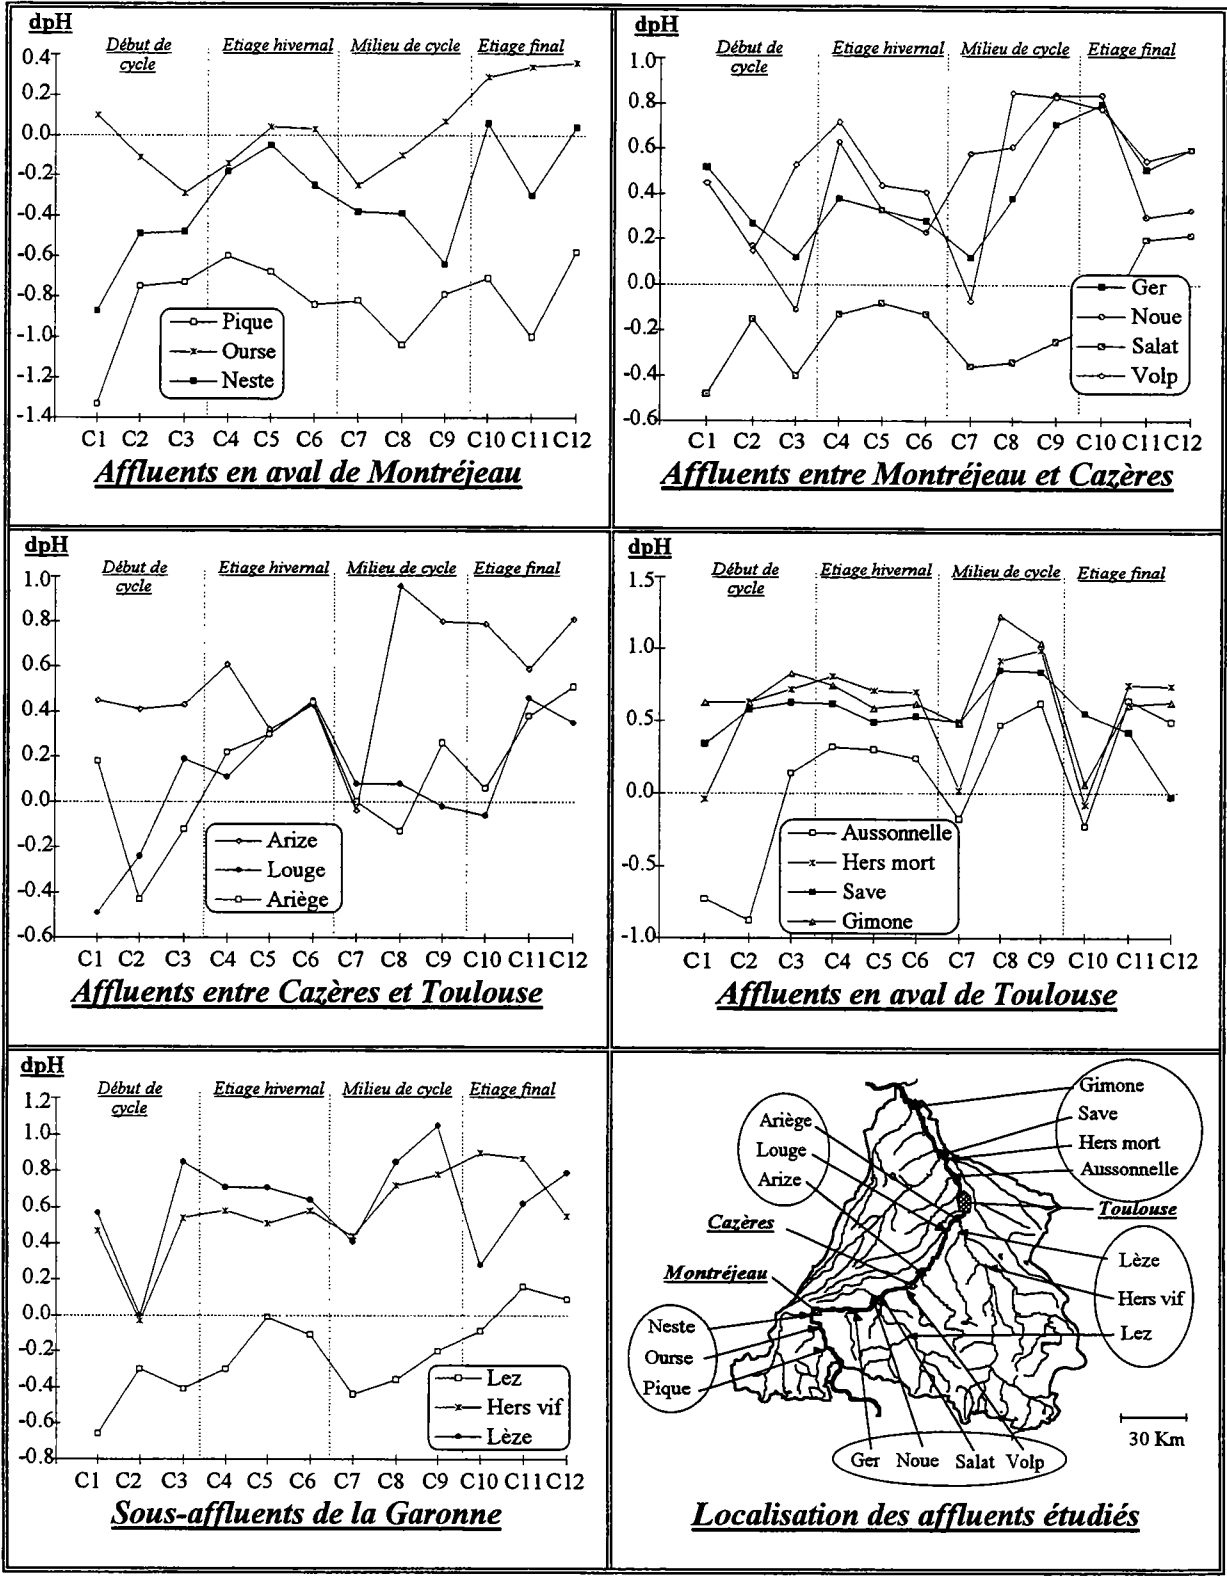 dpH
Début de
cycle
Etiage hivernal
Milieu de cycle
Etiage final
0.4
0.2
0.0
-0.2
-0.4
-0.6
-0.8
-1.0
-1.2
-1.4
Pique
Ourse
Neste
C1 C2 C3 C4 C5 C6 C7 C8 C9 C10 C11 C12
Affluents en aval de Montréjeau
dpH
Début de
cycle
Etiage hivernal
Milieu de cycle
Etiage final
1.0
0.8
0.6
0.4
0.2
0.0
-0.2
-0.4
-0.6
Ger
Noue
Salat
Volp
C1 C2 C3 C4 C5 C6 C7 C8 C9 C10 C11 C12
Affluents entre Montréjeau et Cazères
dpH
Début de
cycle
Etiage hivernal
Milieu de cycle
Etiage final
1.0
0.8
0.6
0.4
0.2
0.0
-0.2
-0.4
-0.6
Arize
Louge
Ariège
C1 C2 C3 C4 C5 C6 C7 C8 C9 C10 C11 C12
Affluents entre Cazères et Toulouse
dpH
Début de
cycle
Etiage hivernal
Milieu de cycle
Etiage final
1.5
1.0
0.5
0.0
-0.5
-1.0
Aussonnelle
Hers mort
Save
Gimone
C1 C2 C3 C4 C5 C6 C7 C8 C9 C10 C11 C12
Affluents en aval de Toulouse
dpH
Début de
cycle
Etiage hivernal
Milieu de cycle
Etiage final
1.2
1.0
0.8
0.6
0.4
0.2
0.0
-0.2
-0.4
-0.6
-0.8
Lez
Hers vif
Lèze
C1 C2 C3 C4 C5 C6 C7 C8 C9 C10 C11 C12
Sous-affluents de la Garonne
Gimone
Save
Hers mort
Aussonnelle
Ariège
Louge
Arize
Toulouse
Cazères
Lèze
Hers vif
Lez
Montréjeau
Neste
Ourse
Pique
Ger Noue Salat Volp
30 Km
Localisation des affluents étudiés